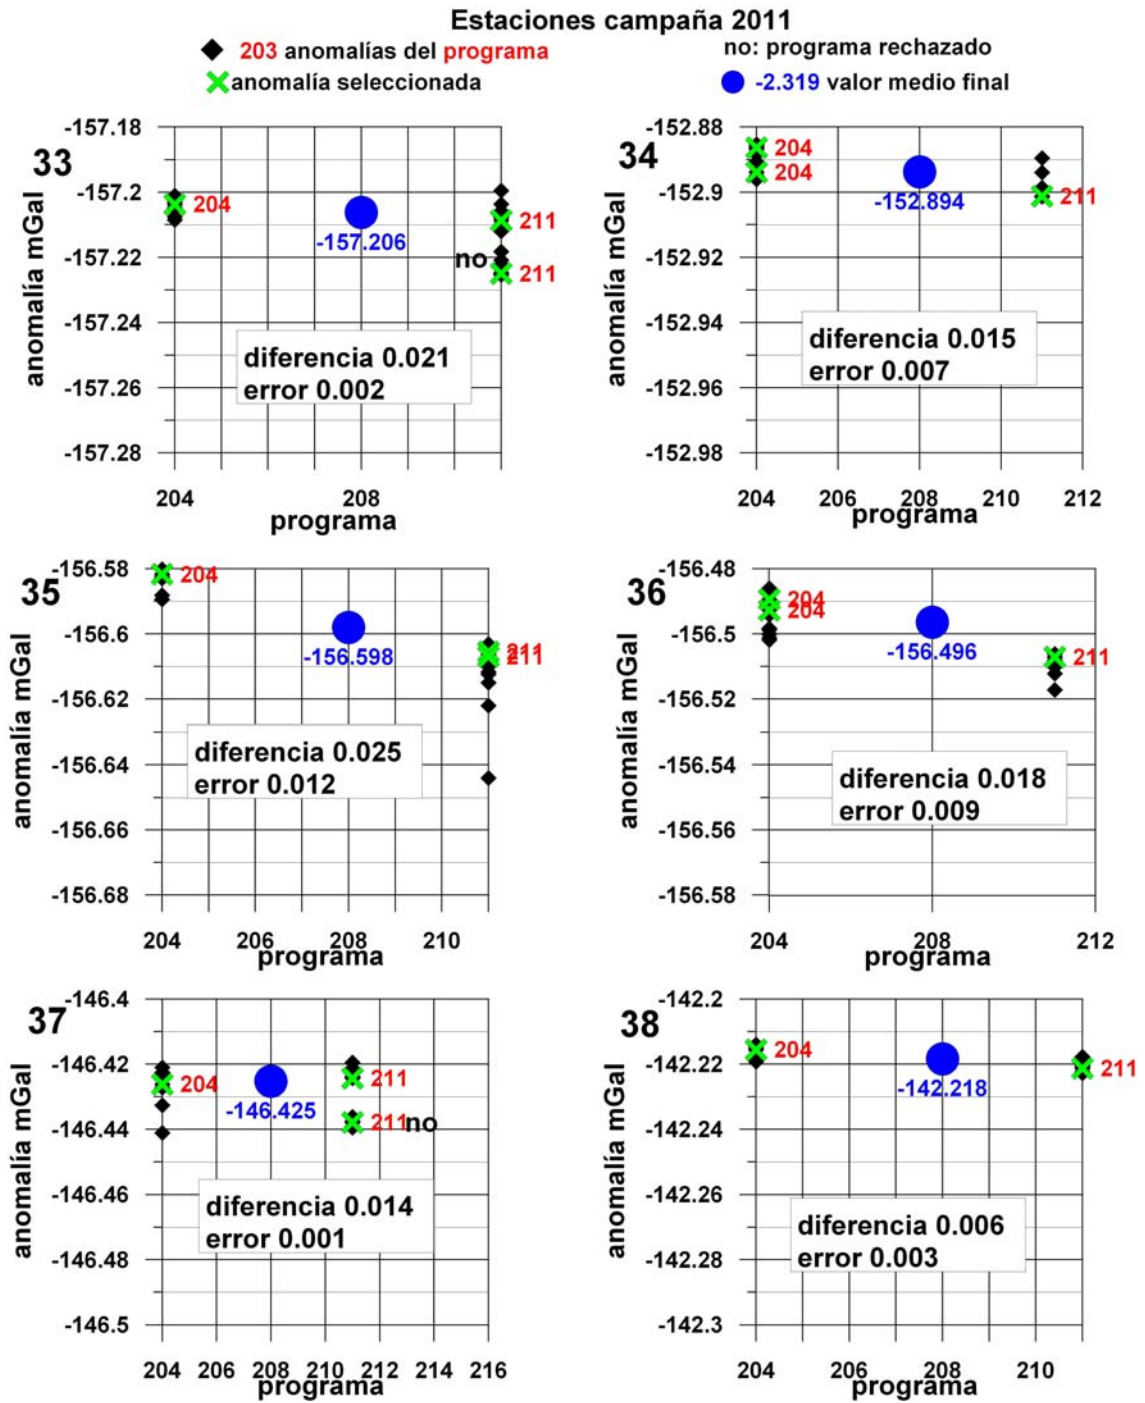 Estaciones campaña 2011
203 anomalías del programa
no: programa rechazado
anomalía seleccionada
-2.319 valor medio final
33
anomalía mGal
-157.18
-157.2
-157.22
-157.24
-157.26
-157.28
204
-157.206
211
no
211
diferencia 0.021
error 0.002
204 208
programa
34
-152.88
-152.9
-152.92
-152.94
-152.96
-152.98
204
204
-152.894
211
diferencia 0.015
error 0.007
204 206 208 210 212
programa
35
anomalía mGal
-156.58
-156.6
-156.62
-156.64
-156.66
-156.68
204
-156.598
211
211
diferencia 0.025
error 0.012
204 206 208 210
programa
36
anomalía mGal
-156.48
-156.5
-156.52
-156.54
-156.56
-156.58
204
204
-156.496
211
diferencia 0.018
error 0.009
204 208 212
programa
37
anomalía mGal
-146.4
-146.42
-146.44
-146.46
-146.48
-146.5
204
-146.425
211
211 no
diferencia 0.014
error 0.001
204 206 208 210 212 214 216
programa
38
anomalía mGal
-142.2
-142.22
-142.24
-142.26
-142.28
-142.3
204
-142.218
211
diferencia 0.006
error 0.003
204 206 208 210
programa